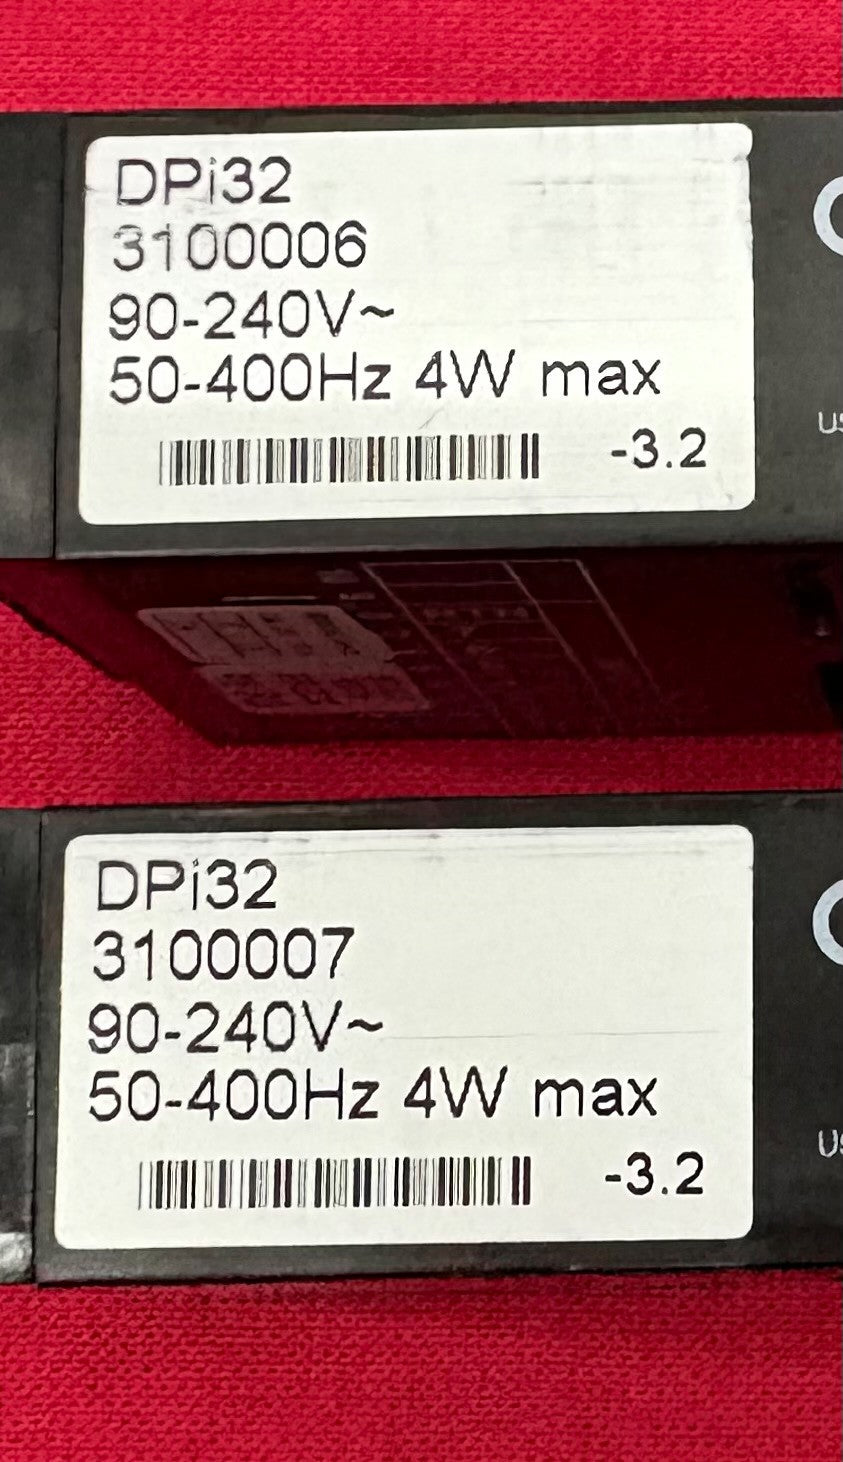 DPi32
3100006
90-240V~
50-400Hz 4W max
-3.2
DPi32
3100007
90-240V~
50-400Hz 4W max
-3.2